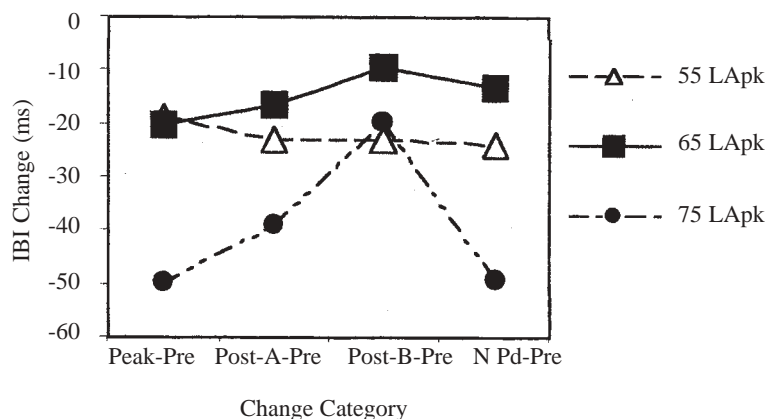 0
-10
-20
-30
-40
-50
-60
IBI Change (ms)
Peak-Pre Post-A-Pre Post-B-Pre N Pd-Pre
Change Category
55 LApk
65 LApk
75 LApk